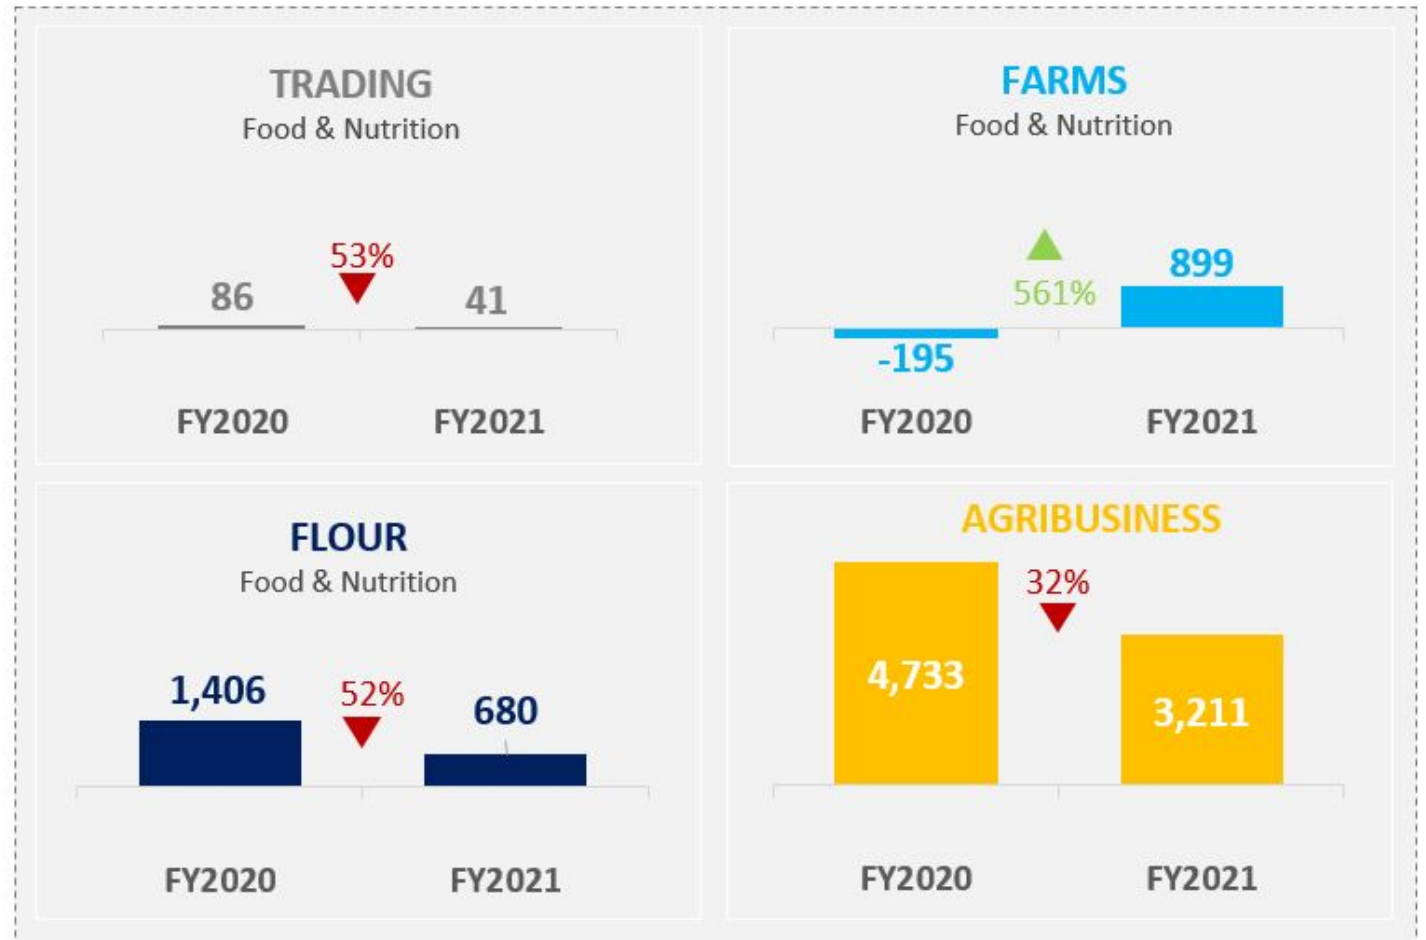 TRADING
Food & Nutrition
53%
86
41
FY2020
FY2021
FARMS
Food & Nutrition
561%
899
-195
FY2020
FY2021
FLOUR
Food & Nutrition
1,406
52%
680
FY2020
FY2021
AGRIBUSINESS
32%
4,733
3,211
FY2020
FY2021